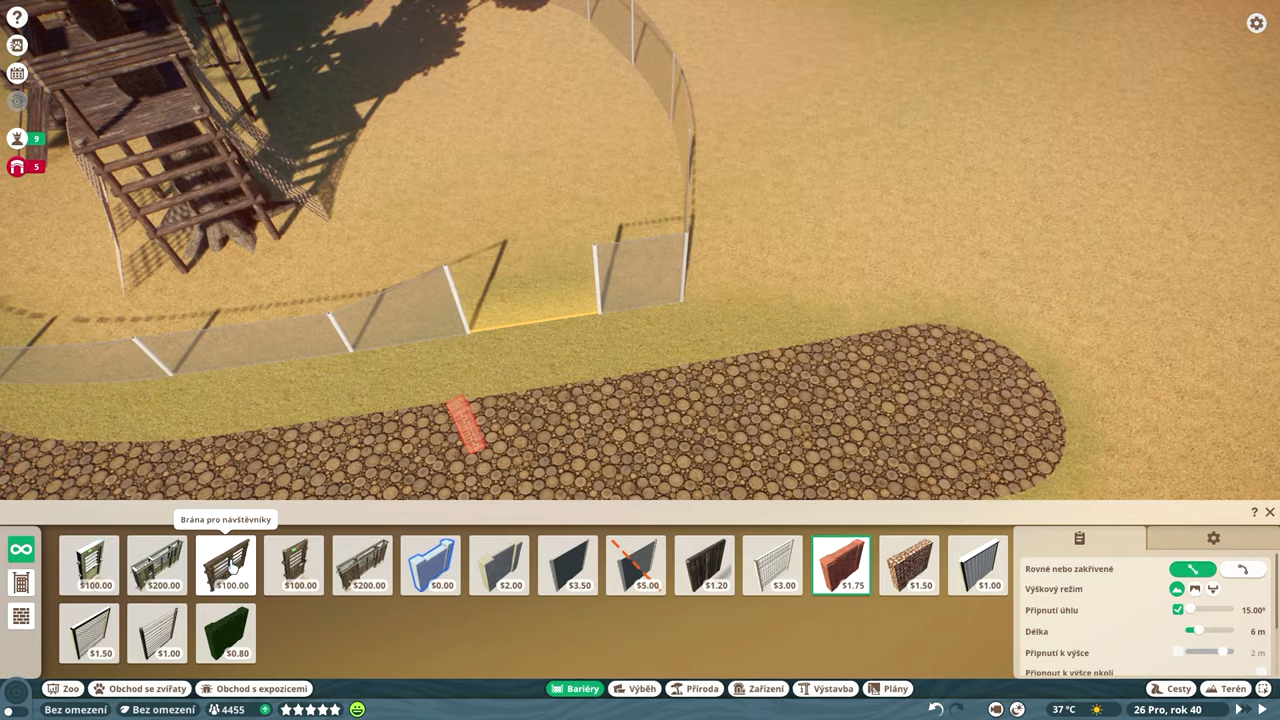 ?
9
5
Brána pro návštěvníky
$100.00 $200.00 $100.00 $100.00 $200.00 $0.00 $2.00 $3.50 $5.00 $1.20 $3.00 $1.75 $1.50 $1.00
$1.50 $1.00 $0.80
?
Rovné nebo zakřivené
Výškový režim
Připnutí úhlu 15.00°
Délka 6 m
Připnutí k výšce 2 m
Připnout k výšce okolí
Zoo Obchod se zvířaty Obchod s expozicemi Bariéry Výběh Příroda Zařízení Výstavba Plány Cesty Terén
Bez omezení Bez omezení 4455 37 °C 26 Pro, rok 40